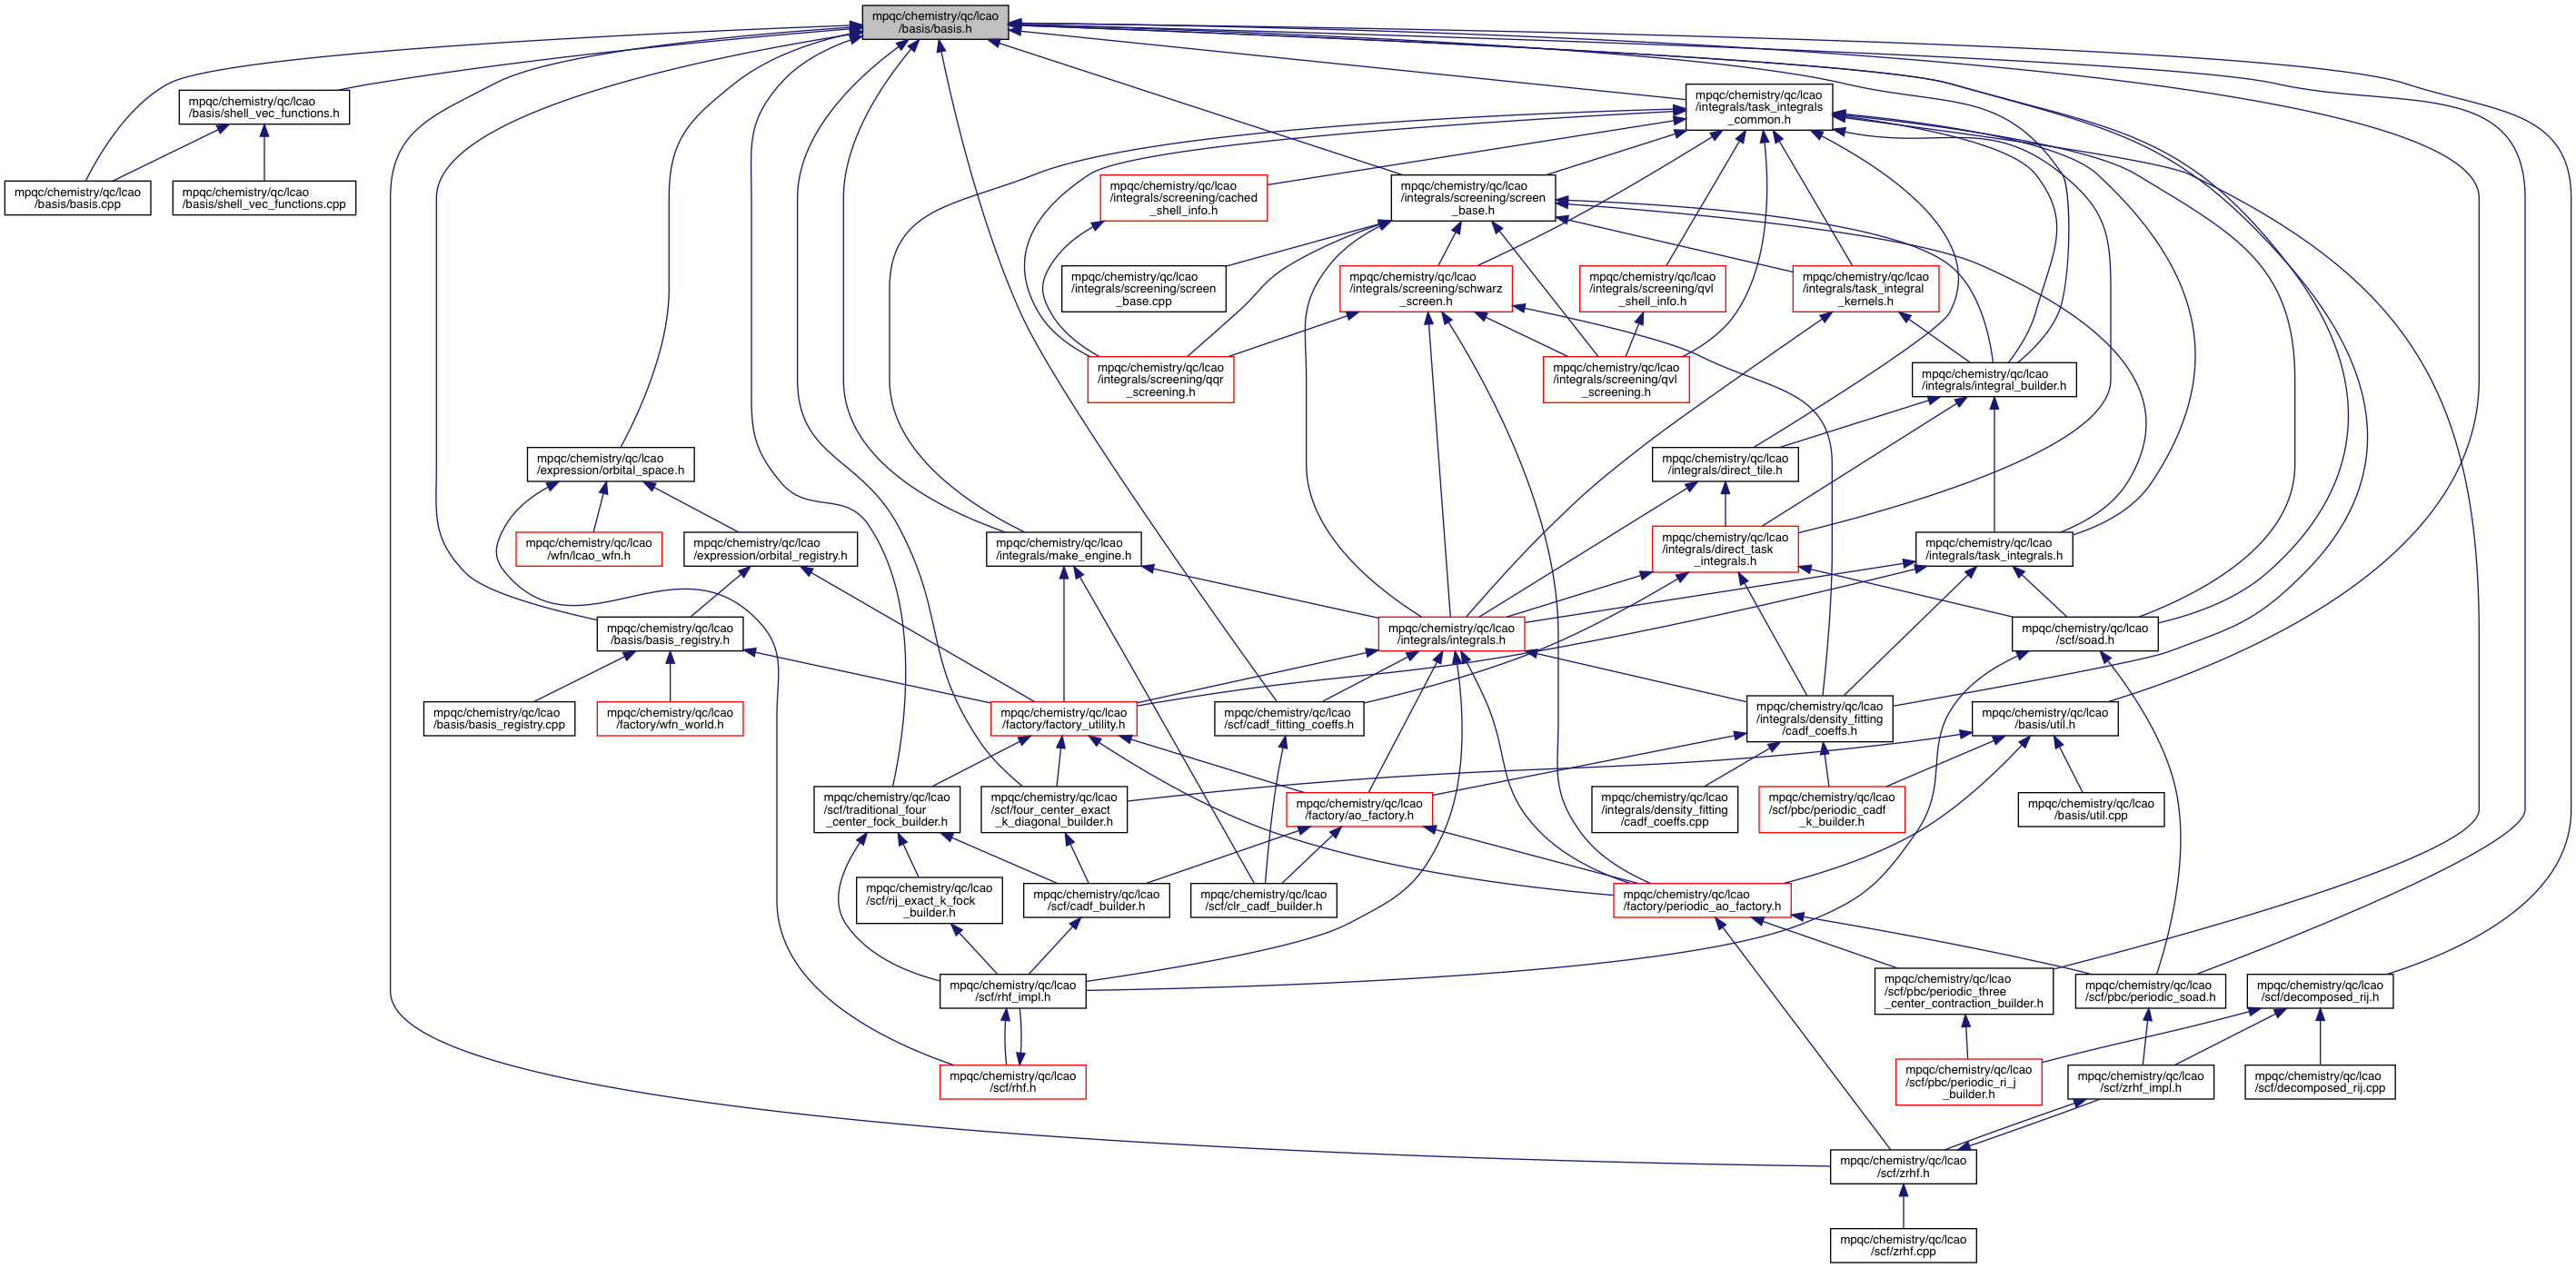 mpqc/chemistry/qc/lcao
/basis/basis.h
mpqc/chemistry/qc/lcao
/basis/shell_vec_functions.h
mpqc/chemistry/qc/lcao
/integrals/task_integrals
_common.h
mpqc/chemistry/qc/lcao
/basis/basis.cpp
mpqc/chemistry/qc/lcao
/basis/shell_vec_functions.cpp
mpqc/chemistry/qc/lcao
/integrals/screening/cached
_shell_info.h
mpqc/chemistry/qc/lcao
/integrals/screening/screen
_base.h
mpqc/chemistry/qc/lcao
/integrals/screening/screen
_base.cpp
mpqc/chemistry/qc/lcao
/integrals/screening/schwarz
_screen.h
mpqc/chemistry/qc/lcao
/integrals/screening/qvl
_shell_info.h
mpqc/chemistry/qc/lcao
/integrals/task_integral
_kernels.h
mpqc/chemistry/qc/lcao
/integrals/screening/qqr
_screening.h
mpqc/chemistry/qc/lcao
/integrals/screening/qvl
_screening.h
mpqc/chemistry/qc/lcao
/integrals/integral_builder.h
mpqc/chemistry/qc/lcao
/expression/orbital_space.h
mpqc/chemistry/qc/lcao
/integrals/direct_tile.h
mpqc/chemistry/qc/lcao
/wfn/lcao_wfn.h
mpqc/chemistry/qc/lcao
/expression/orbital_registry.h
mpqc/chemistry/qc/lcao
/integrals/make_engine.h
mpqc/chemistry/qc/lcao
/integrals/direct_task
_integrals.h
mpqc/chemistry/qc/lcao
/integrals/task_integrals.h
mpqc/chemistry/qc/lcao
/basis/basis_registry.h
mpqc/chemistry/qc/lcao
/integrals/integrals.h
mpqc/chemistry/qc/lcao
/scf/soad.h
mpqc/chemistry/qc/lcao
/basis/basis_registry.cpp
mpqc/chemistry/qc/lcao
/factory/wfn_world.h
mpqc/chemistry/qc/lcao
/factory/factory_utility.h
mpqc/chemistry/qc/lcao
/scf/cadf_fitting_coeffs.h
mpqc/chemistry/qc/lcao
/integrals/density_fitting
/cadf_coeffs.h
mpqc/chemistry/qc/lcao
/basis/util.h
mpqc/chemistry/qc/lcao
/scf/traditional_four
_center_fock_builder.h
mpqc/chemistry/qc/lcao
/scf/four_center_exact
_k_diagonal_builder.h
mpqc/chemistry/qc/lcao
/factory/ao_factory.h
mpqc/chemistry/qc/lcao
/integrals/density_fitting
/cadf_coeffs.cpp
mpqc/chemistry/qc/lcao
/scf/pbc/periodic_cadf
_k_builder.h
mpqc/chemistry/qc/lcao
/basis/util.cpp
mpqc/chemistry/qc/lcao
/scf/rij_exact_k_fock
_builder.h
mpqc/chemistry/qc/lcao
/scf/cadf_builder.h
mpqc/chemistry/qc/lcao
/scf/clr_cadf_builder.h
mpqc/chemistry/qc/lcao
/factory/periodic_ao_factory.h
mpqc/chemistry/qc/lcao
/scf/rhf_impl.h
mpqc/chemistry/qc/lcao
/scf/pbc/periodic_three
_center_contraction_builder.h
mpqc/chemistry/qc/lcao
/scf/pbc/periodic_soad.h
mpqc/chemistry/qc/lcao
/scf/decomposed_rij.h
mpqc/chemistry/qc/lcao
/scf/rhf.h
mpqc/chemistry/qc/lcao
/scf/pbc/periodic_ri_j
_builder.h
mpqc/chemistry/qc/lcao
/scf/zrhf_impl.h
mpqc/chemistry/qc/lcao
/scf/decomposed_rij.cpp
mpqc/chemistry/qc/lcao
/scf/zrhf.h
mpqc/chemistry/qc/lcao
/scf/zrhf.cpp